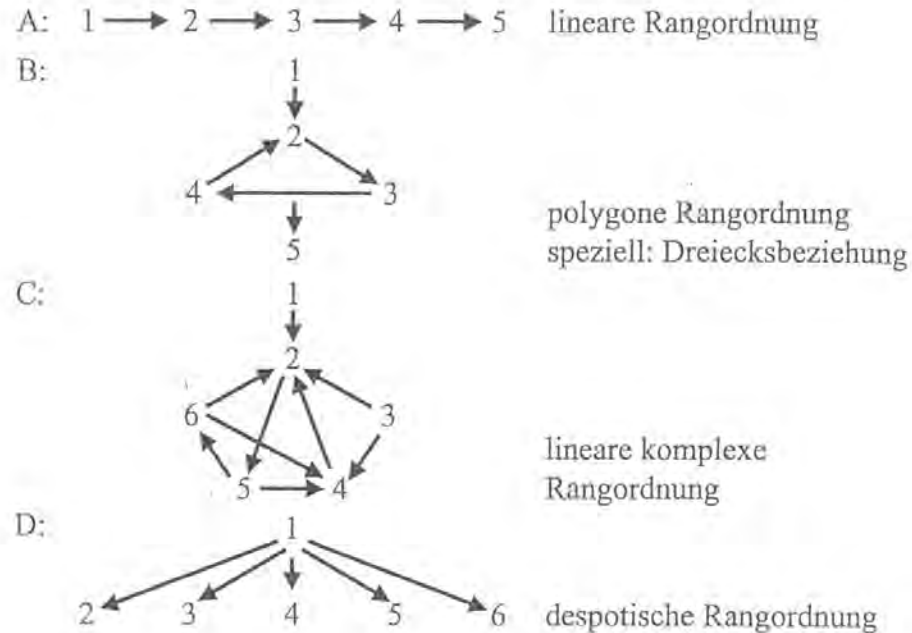 A: 1 2 3 4 5 lineare Rangordnung
B: 1
2
4 3
polygone Rangordnung
5
speziell: Dreiecksbeziehung
C: 1
2
6 3
lineare komplexe
5 4
Rangordnung
D: 1
2 3 4 5 6 despotische Rangordnung